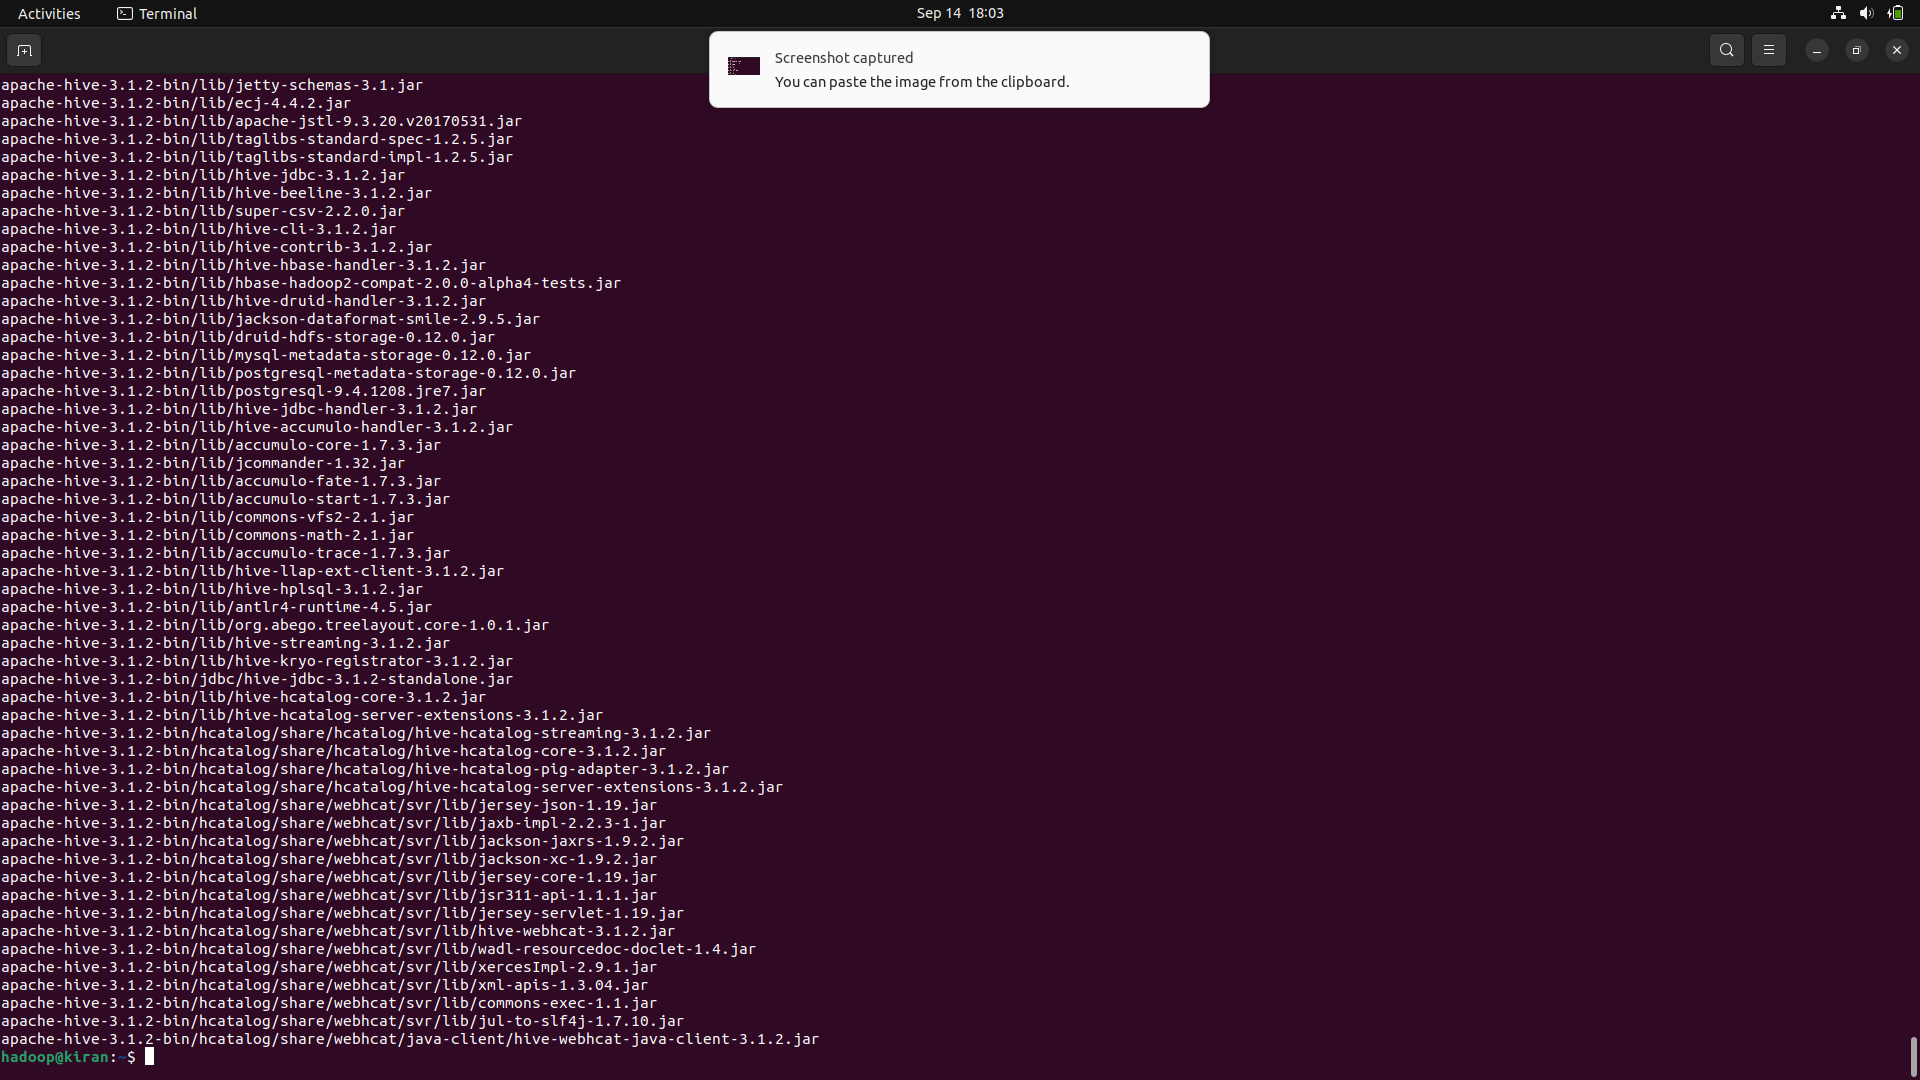 Activities
Terminal
Sep 14 18:03
Screenshot captured
You can paste the image from the clipboard.
apache-hive-3.1.2-bin/lib/jetty-schemas-3.1.jar
apache-hive-3.1.2-bin/lib/ecj-4.4.2.jar
apache-hive-3.1.2-bin/lib/apache-jstl-9.3.20.v20170531.jar
apache-hive-3.1.2-bin/lib/taglibs-standard-spec-1.2.5.jar
apache-hive-3.1.2-bin/lib/taglibs-standard-impl-1.2.5.jar
apache-hive-3.1.2-bin/lib/hive-jdbc-3.1.2.jar
apache-hive-3.1.2-bin/lib/hive-beeline-3.1.2.jar
apache-hive-3.1.2-bin/lib/super-csv-2.2.0.jar
apache-hive-3.1.2-bin/lib/hive-cli-3.1.2.jar
apache-hive-3.1.2-bin/lib/hive-contrib-3.1.2.jar
apache-hive-3.1.2-bin/lib/hive-hbase-handler-3.1.2.jar
apache-hive-3.1.2-bin/lib/hbase-hadoop2-compat-2.0.0-alpha4-tests.jar
apache-hive-3.1.2-bin/lib/hive-druid-handler-3.1.2.jar
apache-hive-3.1.2-bin/lib/jackson-dataformat-smile-2.9.5.jar
apache-hive-3.1.2-bin/lib/druid-hdfs-storage-0.12.0.jar
apache-hive-3.1.2-bin/lib/mysql-metadata-storage-0.12.0.jar
apache-hive-3.1.2-bin/lib/postgresql-metadata-storage-0.12.0.jar
apache-hive-3.1.2-bin/lib/postgresql-9.4.1208.jre7.jar
apache-hive-3.1.2-bin/lib/hive-jdbc-handler-3.1.2.jar
apache-hive-3.1.2-bin/lib/hive-accumulo-handler-3.1.2.jar
apache-hive-3.1.2-bin/lib/accumulo-core-1.7.3.jar
apache-hive-3.1.2-bin/lib/jcommander-1.32.jar
apache-hive-3.1.2-bin/lib/accumulo-fate-1.7.3.jar
apache-hive-3.1.2-bin/lib/accumulo-start-1.7.3.jar
apache-hive-3.1.2-bin/lib/commons-vfs2-2.1.jar
apache-hive-3.1.2-bin/lib/commons-math-2.1.jar
apache-hive-3.1.2-bin/lib/accumulo-trace-1.7.3.jar
apache-hive-3.1.2-bin/lib/hive-llap-ext-client-3.1.2.jar
apache-hive-3.1.2-bin/lib/hive-hplsql-3.1.2.jar
apache-hive-3.1.2-bin/lib/antlr4-runtime-4.5.jar
apache-hive-3.1.2-bin/lib/org.abego.treelayout.core-1.0.1.jar
apache-hive-3.1.2-bin/lib/hive-streaming-3.1.2.jar
apache-hive-3.1.2-bin/lib/hive-kryo-registrator-3.1.2.jar
apache-hive-3.1.2-bin/jdbc/hive-jdbc-3.1.2-standalone.jar
apache-hive-3.1.2-bin/lib/hive-hcatalog-core-3.1.2.jar
apache-hive-3.1.2-bin/lib/hive-hcatalog-server-extensions-3.1.2.jar
apache-hive-3.1.2-bin/hcatalog/share/hcatalog/hive-hcatalog-streaming-3.1.2.jar
apache-hive-3.1.2-bin/hcatalog/share/hcatalog/hive-hcatalog-core-3.1.2.jar
apache-hive-3.1.2-bin/hcatalog/share/hcatalog/hive-hcatalog-pig-adapter-3.1.2.jar
apache-hive-3.1.2-bin/hcatalog/share/hcatalog/hive-hcatalog-server-extensions-3.1.2.jar
apache-hive-3.1.2-bin/hcatalog/share/webhcat/svr/lib/jersey-json-1.19.jar
apache-hive-3.1.2-bin/hcatalog/share/webhcat/svr/lib/jaxb-impl-2.2.3-1.jar
apache-hive-3.1.2-bin/hcatalog/share/webhcat/svr/lib/jackson-jaxrs-1.9.2.jar
apache-hive-3.1.2-bin/hcatalog/share/webhcat/svr/lib/jackson-xc-1.9.2.jar
apache-hive-3.1.2-bin/hcatalog/share/webhcat/svr/lib/jersey-core-1.19.jar
apache-hive-3.1.2-bin/hcatalog/share/webhcat/svr/lib/jsr311-api-1.1.1.jar
apache-hive-3.1.2-bin/hcatalog/share/webhcat/svr/lib/jersey-servlet-1.19.jar
apache-hive-3.1.2-bin/hcatalog/share/webhcat/svr/lib/hive-webhcat-3.1.2.jar
apache-hive-3.1.2-bin/hcatalog/share/webhcat/svr/lib/wadl-resourcedoc-doclet-1.4.jar
apache-hive-3.1.2-bin/hcatalog/share/webhcat/svr/lib/xercesImpl-2.9.1.jar
apache-hive-3.1.2-bin/hcatalog/share/webhcat/svr/lib/xml-apis-1.3.04.jar
apache-hive-3.1.2-bin/hcatalog/share/webhcat/svr/lib/commons-exec-1.1.jar
apache-hive-3.1.2-bin/hcatalog/share/webhcat/svr/lib/jul-to-slf4j-1.7.10.jar
apache-hive-3.1.2-bin/hcatalog/share/webhcat/java-client/hive-webhcat-java-client-3.1.2.jar
hadoop@kiran:~$